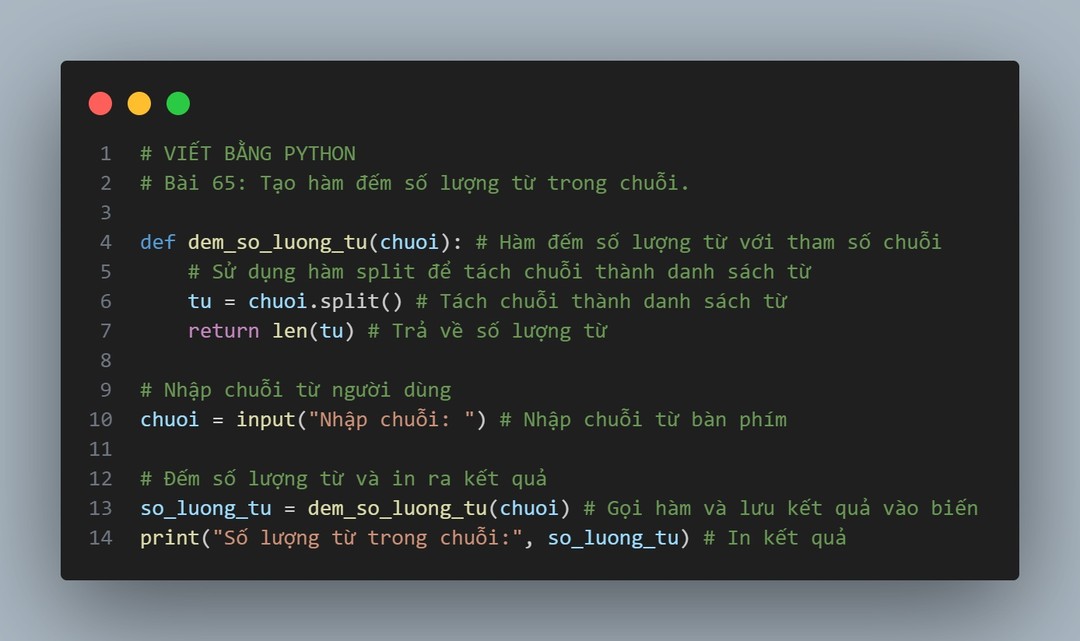 1 # VIẾT BẰNG PYTHON
2 # Bài 65: Tạo hàm đếm số lượng từ trong chuỗi.
3
4 def dem_so_luong_tu(chuoi): # Hàm đếm số lượng từ với tham số chuỗi
5     # Sử dụng hàm split để tách chuỗi thành danh sách từ
6     tu = chuoi.split() # Tách chuỗi thành danh sách từ
7     return len(tu) # Trả về số lượng từ
8
9 # Nhập chuỗi từ người dùng
10 chuoi = input("Nhập chuỗi: ") # Nhập chuỗi từ bàn phím
11
12 # Đếm số lượng từ và in ra kết quả
13 so_luong_tu = dem_so_luong_tu(chuoi) # Gọi hàm và lưu kết quả vào biến
14 print("Số lượng từ trong chuỗi:", so_luong_tu) # In kết quả